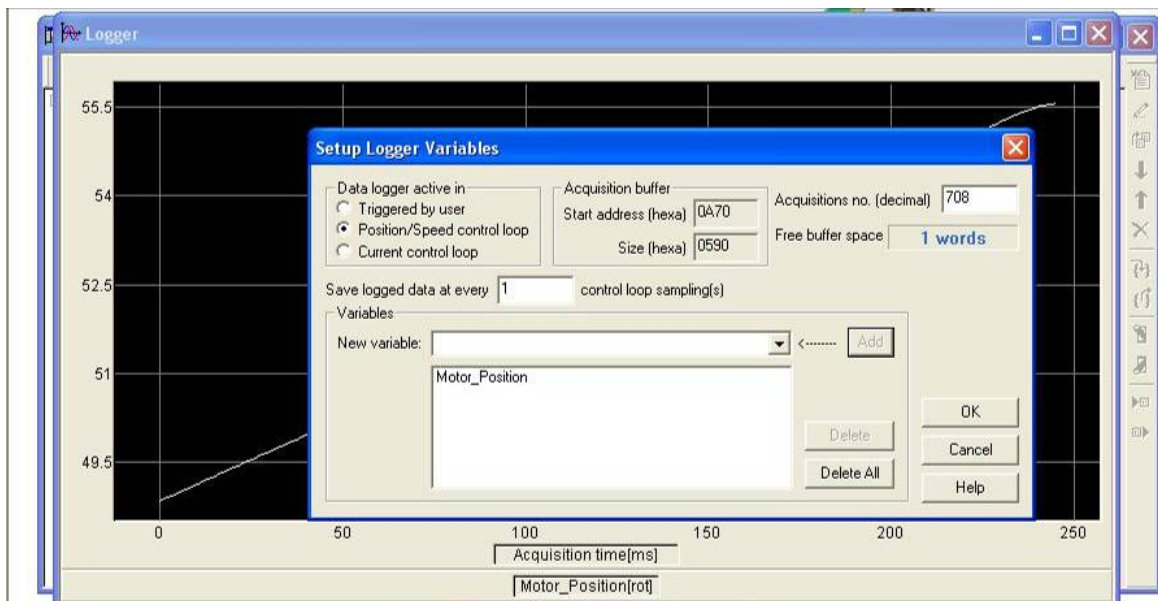 Logger
55.5
54
52.5
51
49.5
Setup Logger Variables
Data logger active in
Triggered by user
Position/Speed control loop
Current control loop
Acquisition buffer
Start address (hexa) 0A70
Size (hexa) 0590
Acquisitions no. (decimal) 708
Free buffer space 1 words
Save logged data at every 1 control loop sampling(s)
Variables
New variable: <-------- Add
Motor_Position
Delete
Delete All
OK
Cancel
Help
0 50 100 150 200 250
Acquisition time[ms]
Motor_Position[rot]